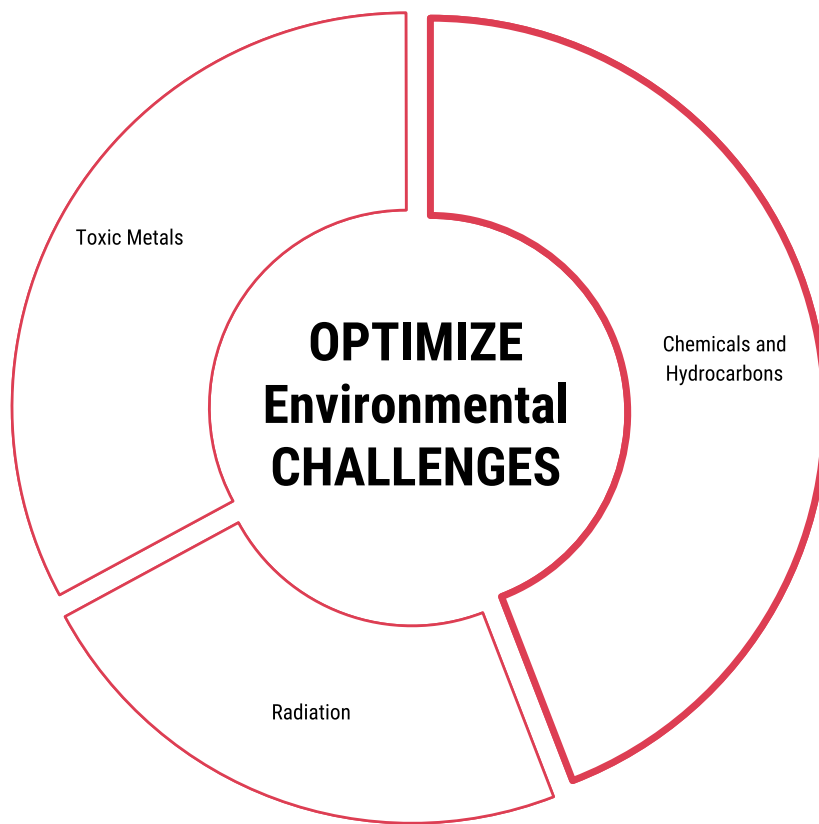 Toxic Metals
OPTIMIZE
Environmental
CHALLENGES
Chemicals and
Hydrocarbons
Radiation